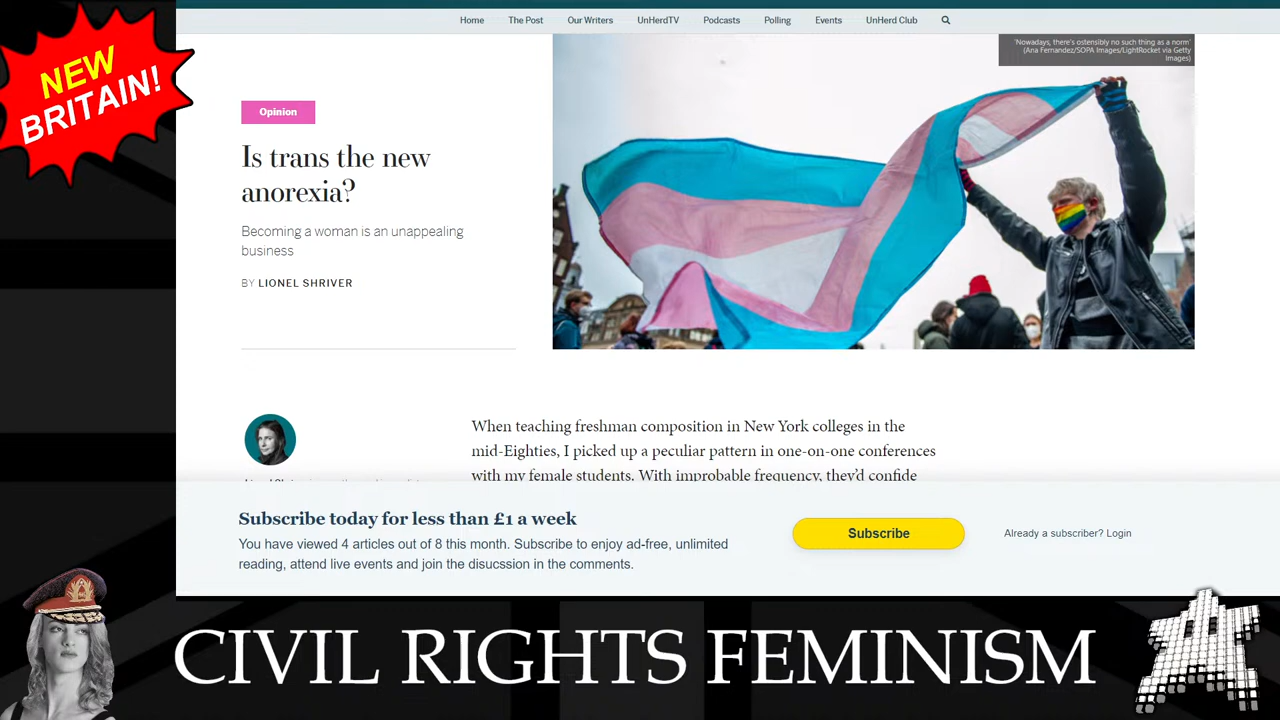 NEW
BRITAIN!
Home The Post Our Writers UnHerdTV Podcasts Polling Events UnHerd Club
'Nowadays, there's ostensibly no such thing as a norm'
(Ana Fernandez/SOPA Images/LightRocket via Getty
Images)
Opinion
Is trans the new
anorexia?
Becoming a woman is an unappealing
business
BY LIONEL SHRIVER
When teaching freshman composition in New York colleges in the
mid-Eighties, I picked up a peculiar pattern in one-on-one conferences
with my female students. With improbable frequency, they'd confide
Subscribe today for less than £1 a week
You have viewed 4 articles out of 8 this month. Subscribe to enjoy ad-free, unlimited
reading, attend live events and join the disucssion in the comments.
Subscribe
Already a subscriber? Login
CIVIL RIGHTS FEMINISM